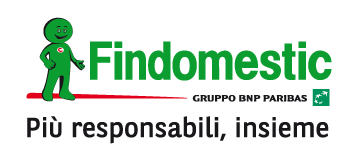 Findomestic
GRUPPO BNP PARIBAS
Più responsabili, insieme